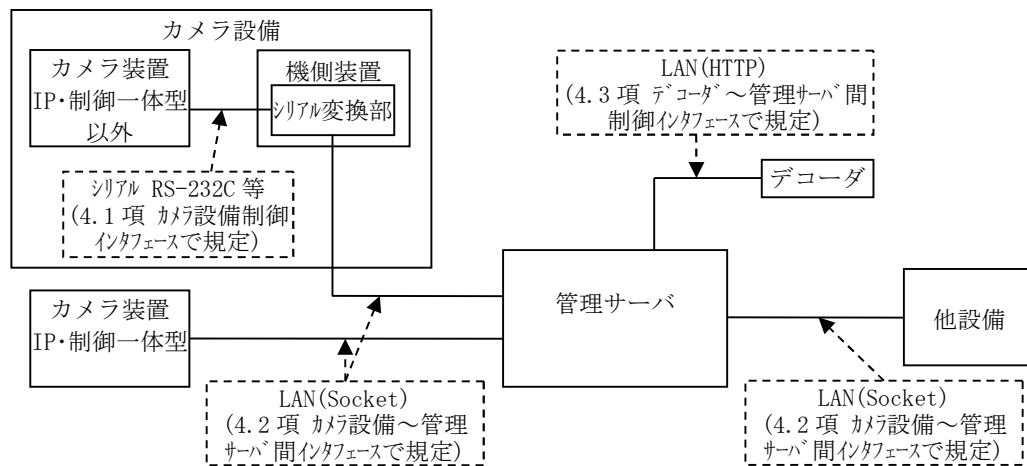 カメラ設備
カメラ装置
IP・制御一体型
以外
機側装置
ｼﾘｱﾙ変換部
ｼﾘｱﾙ RS-232C 等
(4.1 項 ｶﾒﾗ設備制御
ｲﾝﾀﾌｪｰｽで規定)
LAN(HTTP)
(4.3 項 ﾃﾞｺｰﾀﾞ～管理ｻｰﾊﾞ間
制御ｲﾝﾀﾌｪｰｽで規定)
デコーダ
カメラ装置
IP・制御一体型
管理サーバ
他設備
LAN(Socket)
(4.2 項 ｶﾒﾗ設備～管理
ｻｰﾊﾞ間ｲﾝﾀﾌｪｰｽで規定)
LAN(Socket)
(4.2 項 ｶﾒﾗ設備～管理
ｻｰﾊﾞ間ｲﾝﾀﾌｪｰｽで規定)